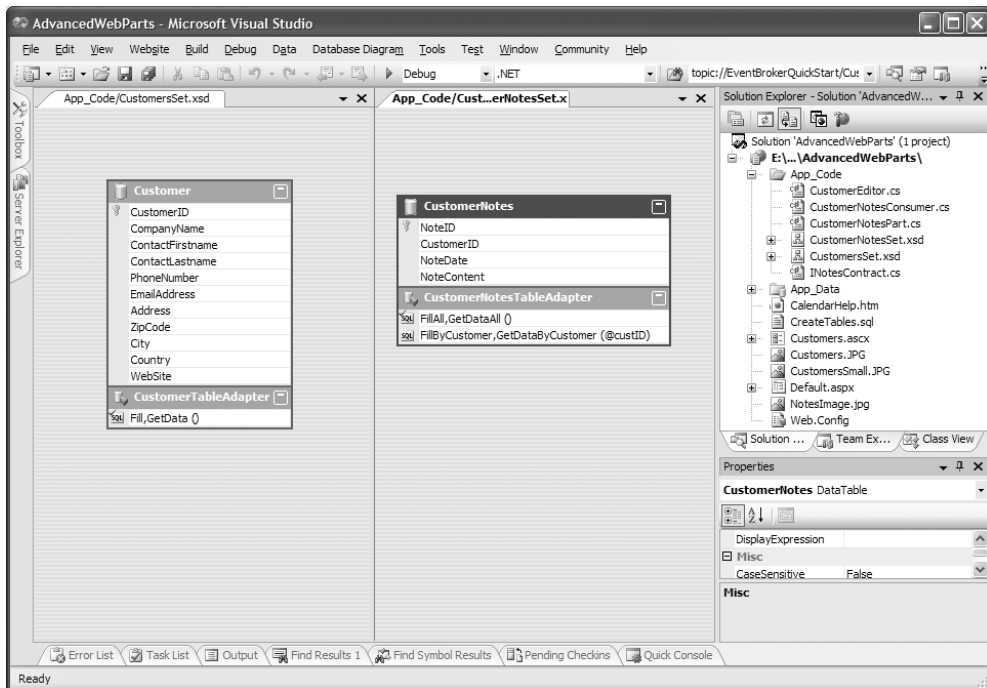 AdvancedWebParts - Microsoft Visual Studio
File Edit View Website Build Debug Data Database Diagram Tools Test Window Community Help
Debug .NET topic://EventBrokerQuickStart/Cu
App_Code/CustomersSet.xsd
App_Code/Cust...erNotesSet.x
Toolbox
Server Explorer
Customer
CustomerID
CompanyName
ContactFirstname
ContactLastname
PhoneNumber
EmailAddress
Address
ZipCode
City
Country
WebSite
CustomerTableAdapter
SQL Fill,GetData ()
CustomerNotes
NoteID
CustomerID
NoteDate
NoteContent
CustomerNotesTableAdapter
SQL FillAll,GetDataAll ()
SQL FillByCustomer,GetDataByCustomer (@custID)
Solution Explorer - Solution 'AdvancedW...
Solution 'AdvancedWebParts' (1 project)
E:\...\AdvancedWebParts\
App_Code
CustomerEditor.cs
CustomerNotesConsumer.cs
CustomerNotesPart.cs
CustomerNotesSet.xsd
CustomersSet.xsd
INotesContract.cs
App_Data
CalendarHelp.htm
CreateTables.sql
Customers.ascx
Customers.JPG
CustomersSmall.JPG
Default.aspx
NotesImage.jpg
Web.Config
Solution ... Team Ex... Class View
Properties
CustomerNotes DataTable
DisplayExpression
Misc
CaseSensitive False
Misc
Error List Task List Output Find Results 1 Find Symbol Results Pending Checkins Quick Console
Ready